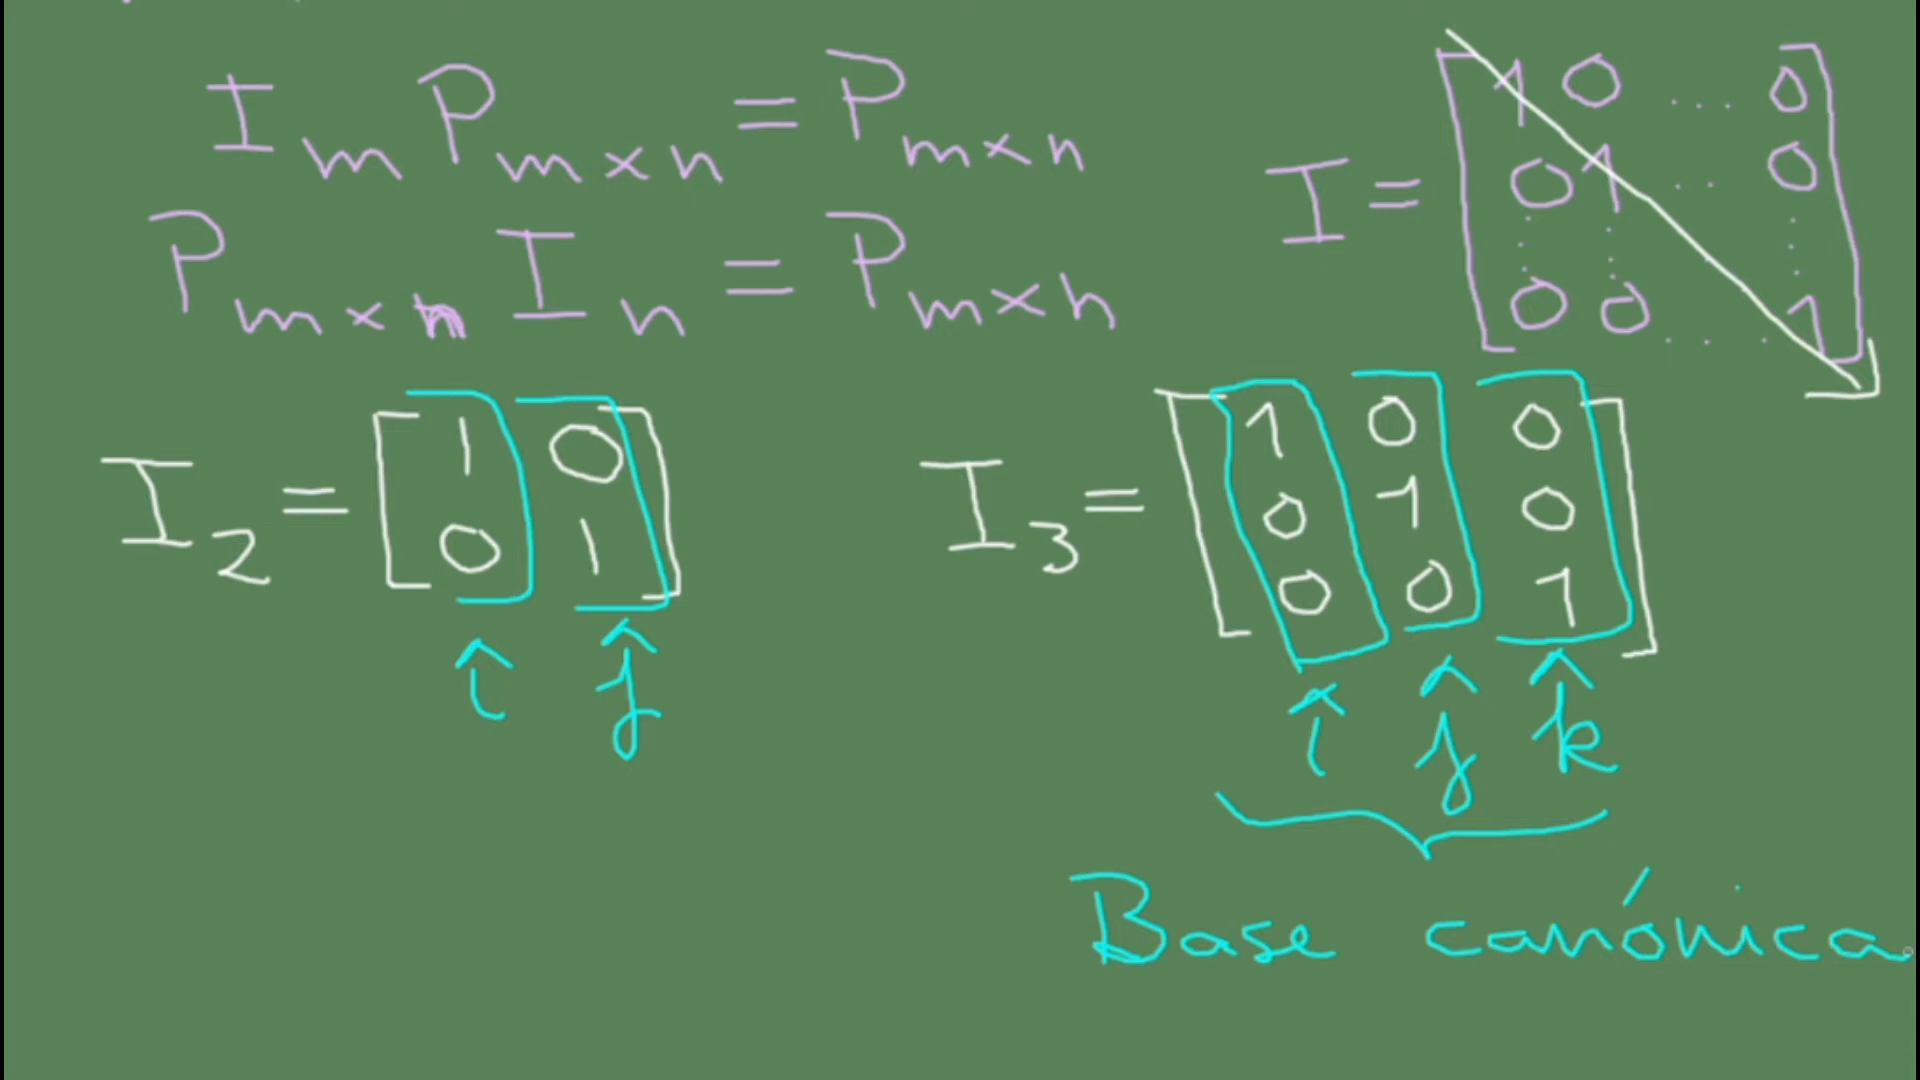 I_m P_{m×n} = P_{m×n}
P_{m×n} I_n = P_{m×n}
I =
1 0 ... 0
0 1 .. 0
0 0 ... 1
I_2 =
1 0
0 1
i j
I_3 =
1 0 0
0 1 0
0 0 1
i j k
Base canónica